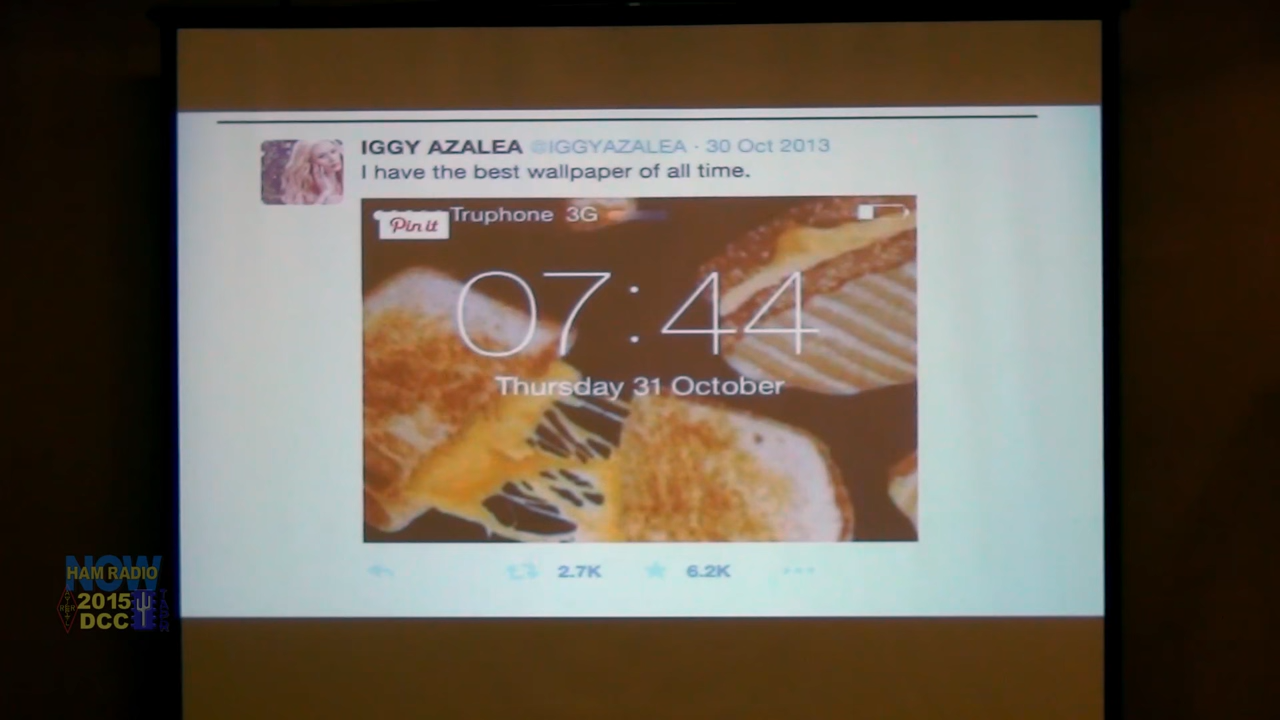 IGGY AZALEA @IGGYAZALEA · 30 Oct 2013
I have the best wallpaper of all time.
Truphone 3G
Pin it
07:44
Thursday 31 October
2.7K 6.2K
NOW
HAM RADIO
2015
DCC
TAPR